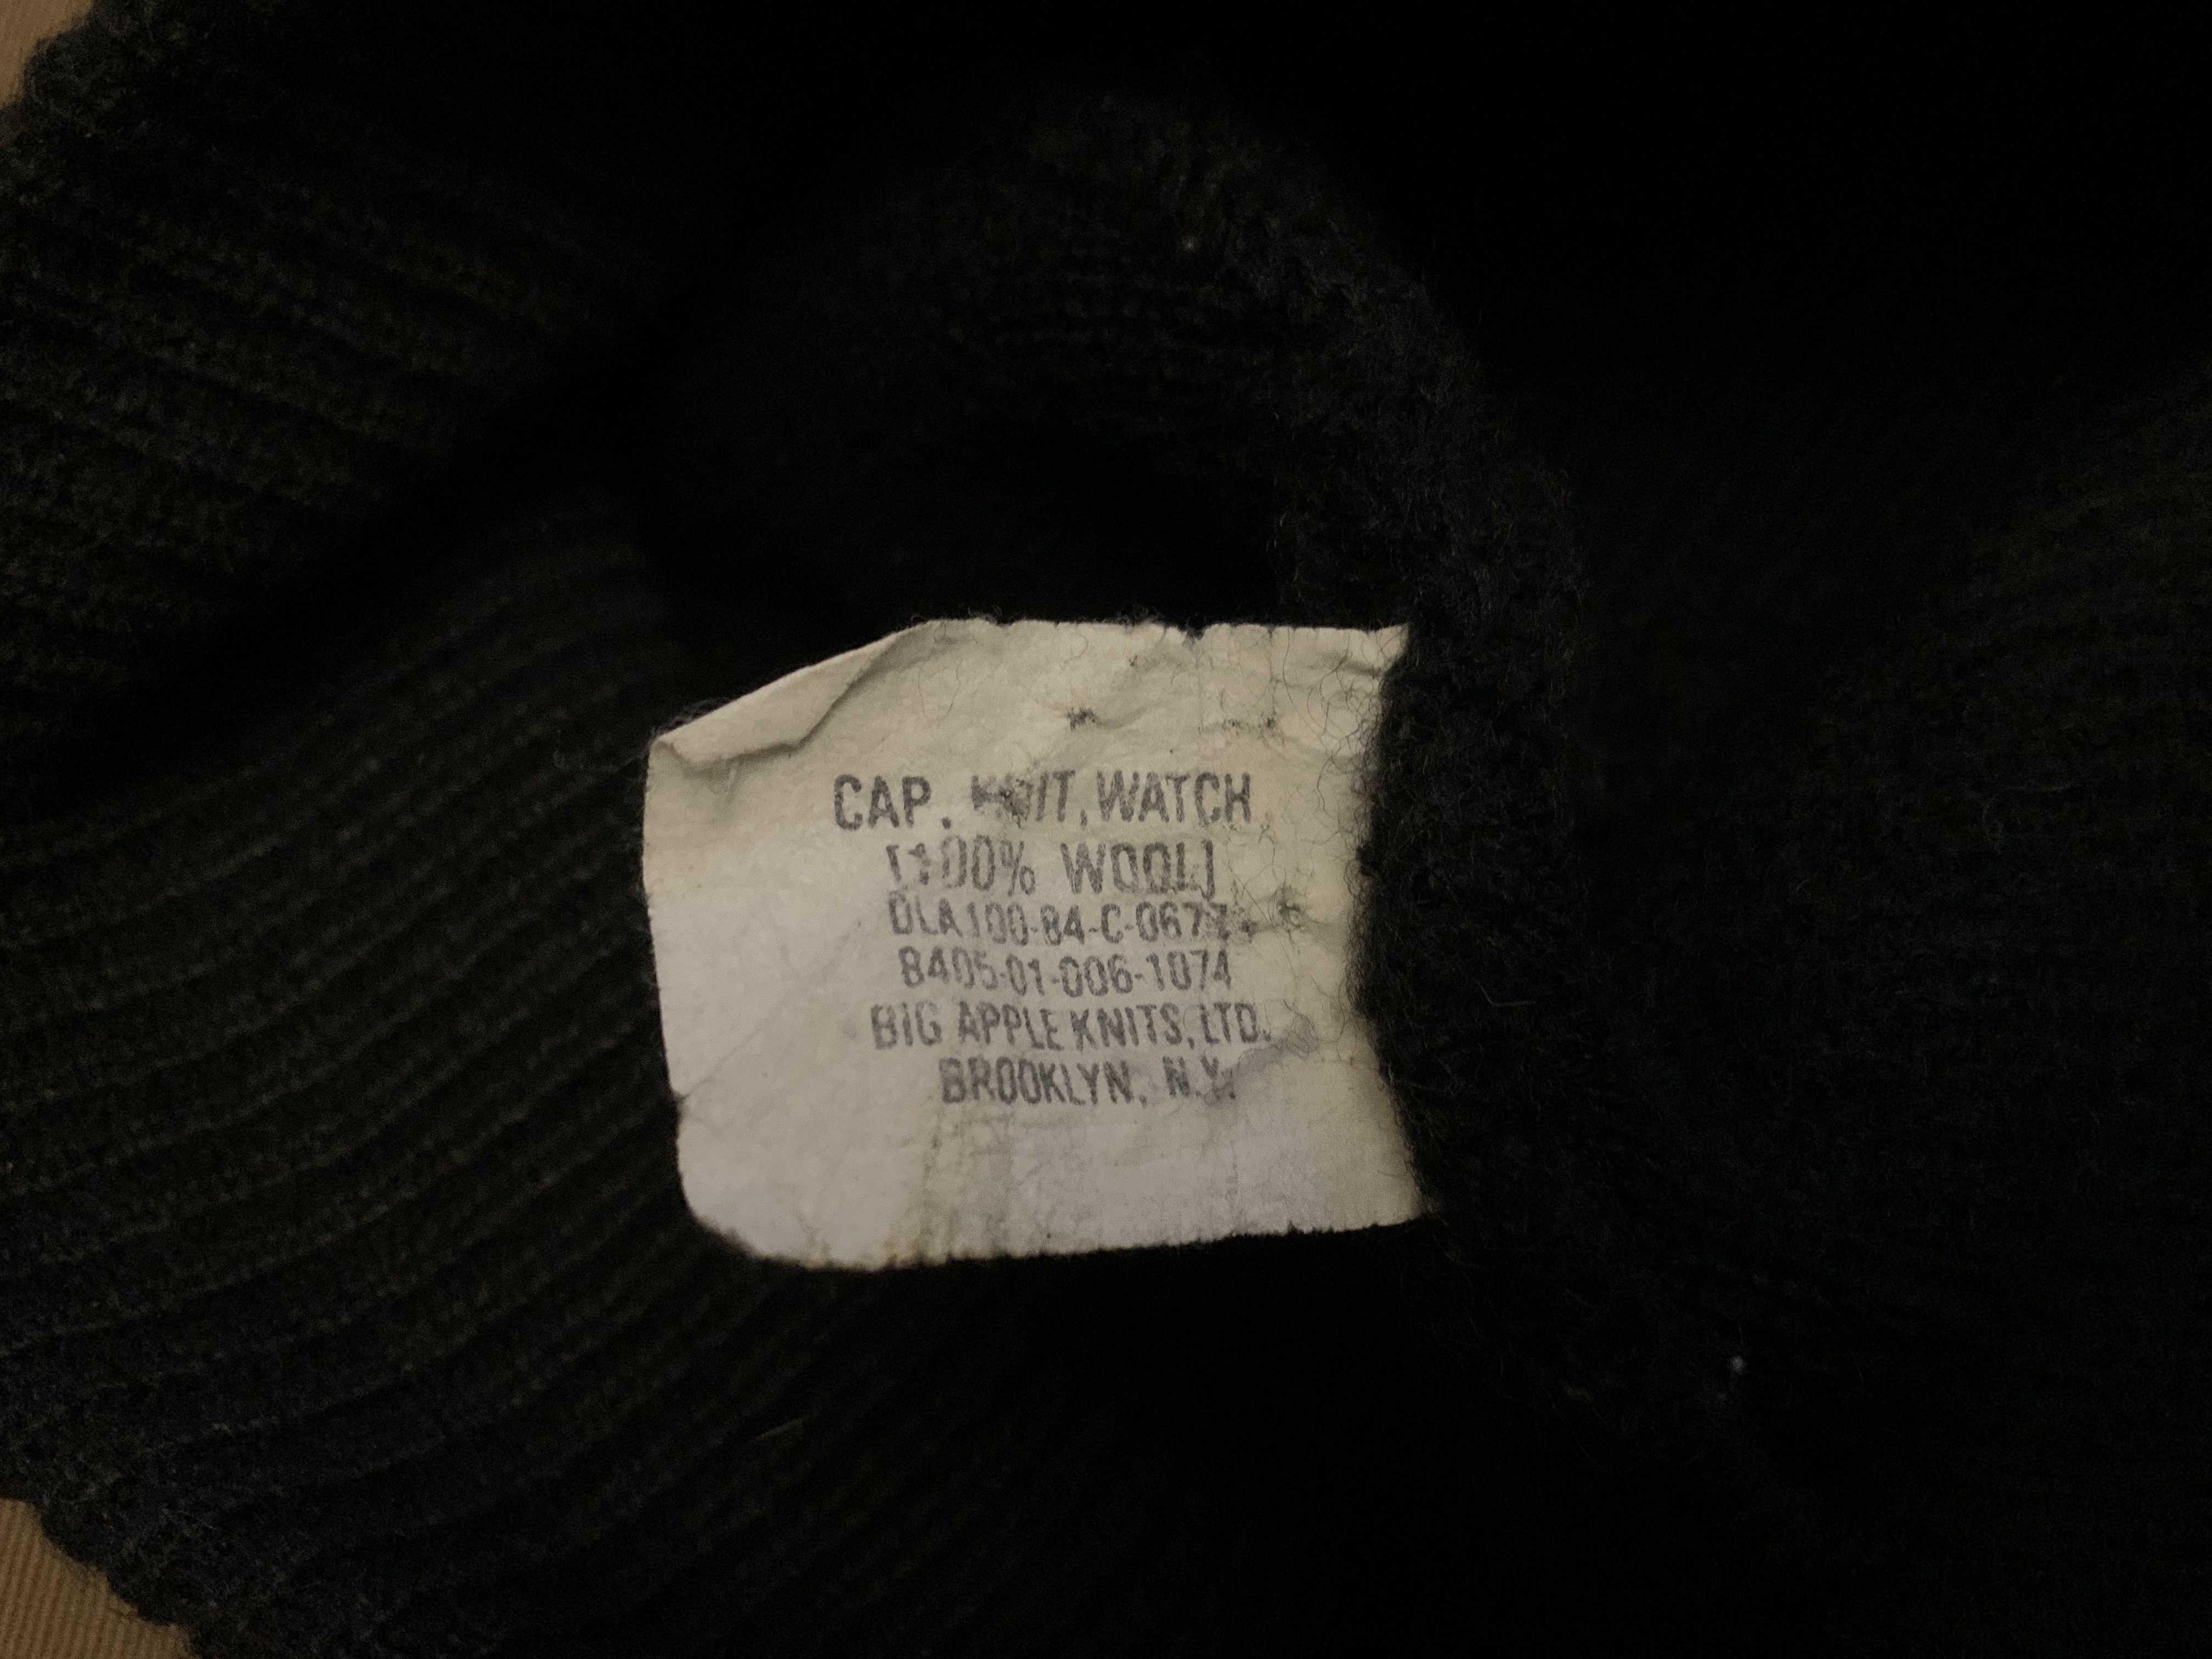 CAP, KNIT, WATCH
[100% WOOL]
DLA100-84-C-0677
8405-01-006-1074
BIG APPLE KNITS, LTD.
BROOKLYN, N.Y.